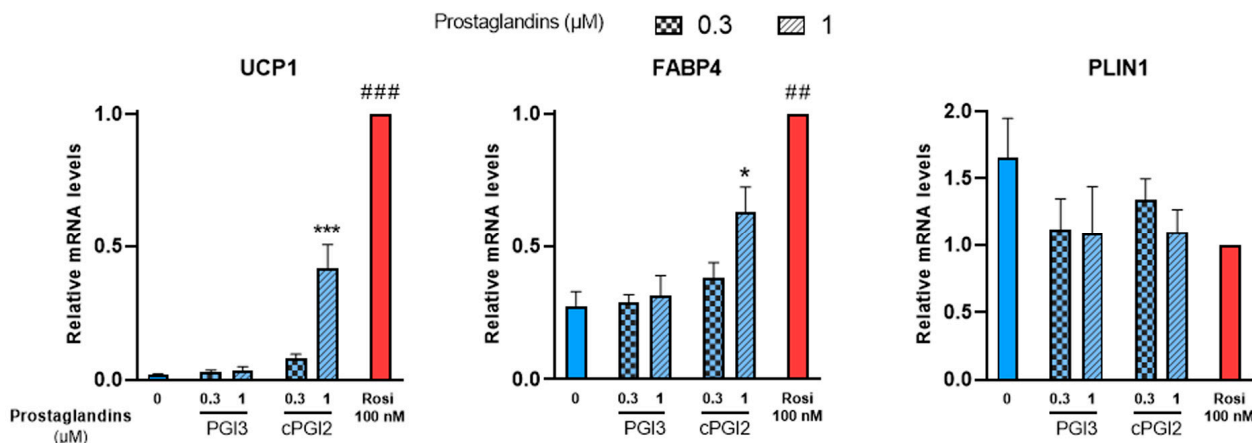 Prostaglandins (µM) 0.3 1
UCP1
Relative mRNA levels
1.0
0.5
0.0
###
***
0 0.3 1 0.3 1 Rosi
100 nM
Prostaglandins
(µM)
PGI3 cPGI2
FABP4
Relative mRNA levels
1.0
0.5
0.0
##
*
0 0.3 1 0.3 1 Rosi
100 nM
PGI3 cPGI2
PLIN1
Relative mRNA levels
2.0
1.5
1.0
0.5
0.0
0 0.3 1 0.3 1 Rosi
100 nM
PGI3 cPGI2